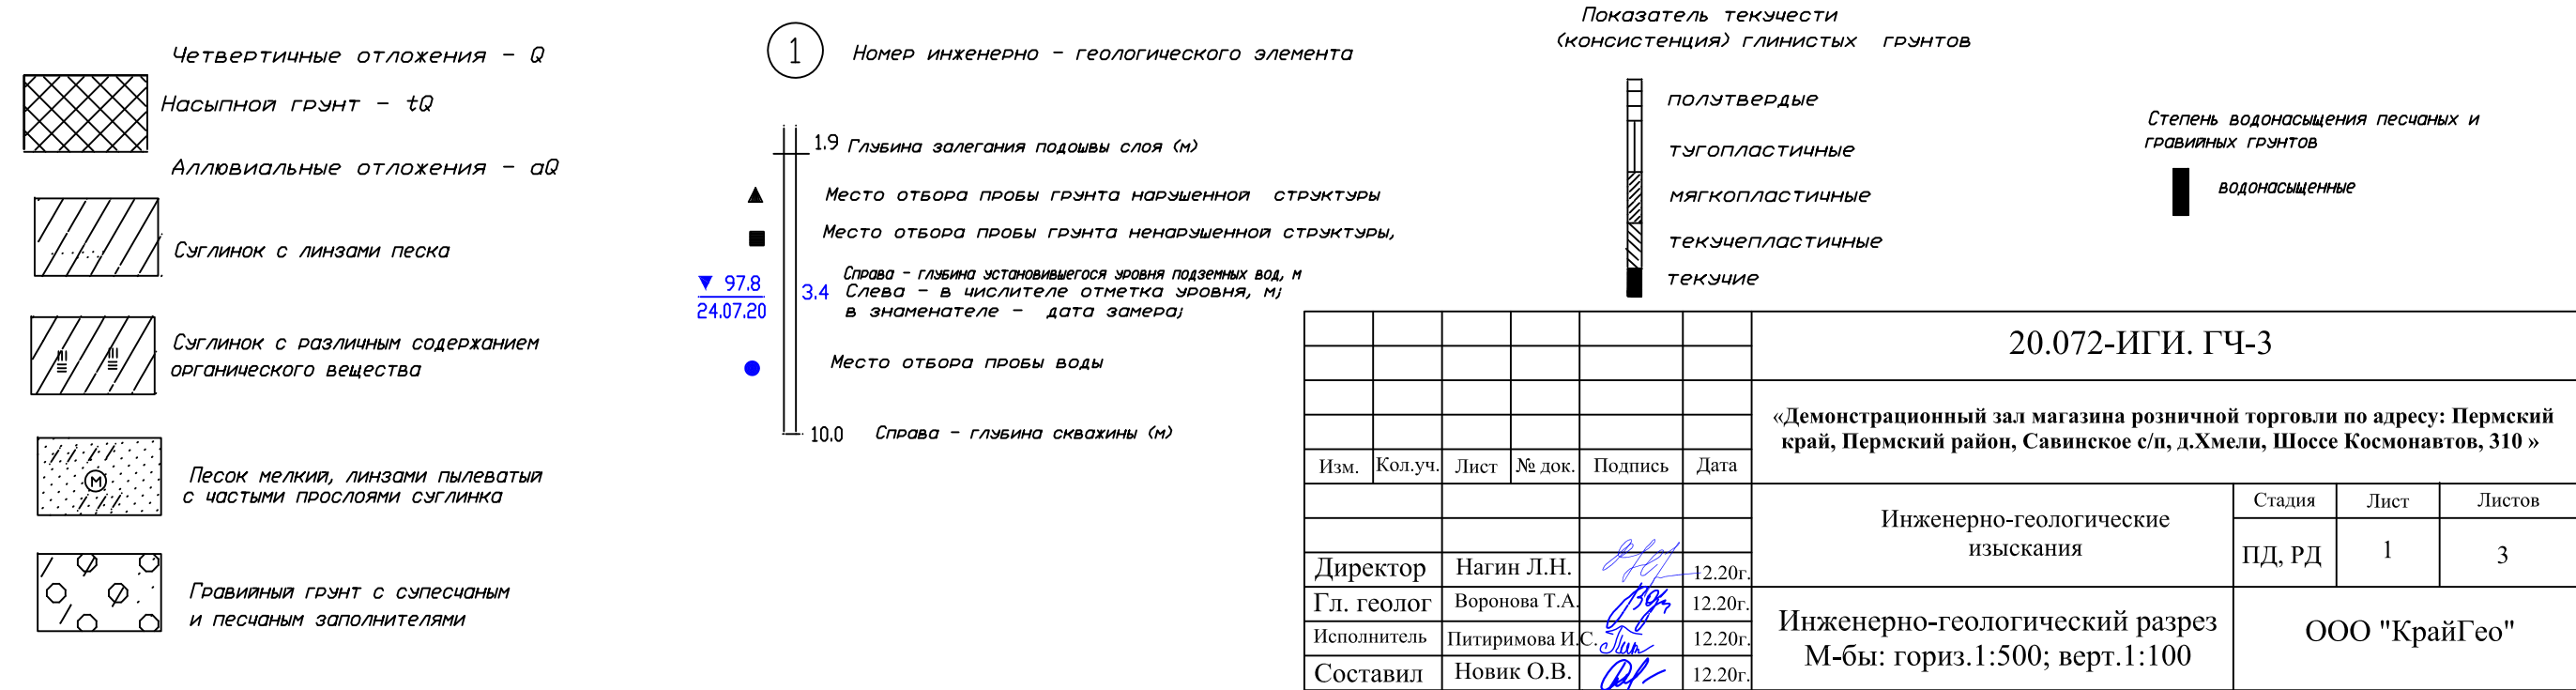 Четвертичные отложения - Q
Насыпной грунт - tQ
Аллювиальные отложения - aQ
Суглинок с линзами песка
Суглинок с различным содержанием
органического вещества
М
Песок мелкий, линзами пылеватый
с частыми прослоями суглинка
Гравийный грунт с супесчаным
и песчаным заполнителями
1
Номер инженерно - геологического элемента
1.9 Глубина залегания подошвы слоя (м)
Место отбора пробы грунта нарушенной структуры
Место отбора пробы грунта ненарушенной структуры,
97.8
24.07.20
3.4
Справа - глубина установившегося уровня подземных вод, м
Слева - в числителе отметка уровня, м;
в знаменателе - дата замера;
Место отбора пробы воды
10.0 Справа - глубина скважины (м)
Показатель текучести
(консистенция) глинистых грунтов
полутвердые
тугопластичные
мягкопластичные
текучепластичные
текучие
Степень водонасыщения песчаных и
гравийных грунтов
водонасыщенные
20.072-ИГИ. ГЧ-3
«Демонстрационный зал магазина розничной торговли по адресу: Пермский
край, Пермский район, Савинское с/п, д.Хмели, Шоссе Космонавтов, 310 »
Изм. Кол.уч. Лист № док. Подпись Дата
Инженерно-геологические
изыскания
Стадия Лист Листов
ПД, РД 1 3
Директор Нагин Л.Н. 12.20г.
Гл. геолог Воронова Т.А. 12.20г.
Исполнитель Питиримова И.С. 12.20г.
Составил Новик О.В. 12.20г.
Инженерно-геологический разрез
М-бы: гориз.1:500; верт.1:100
ООО "КрайГео"